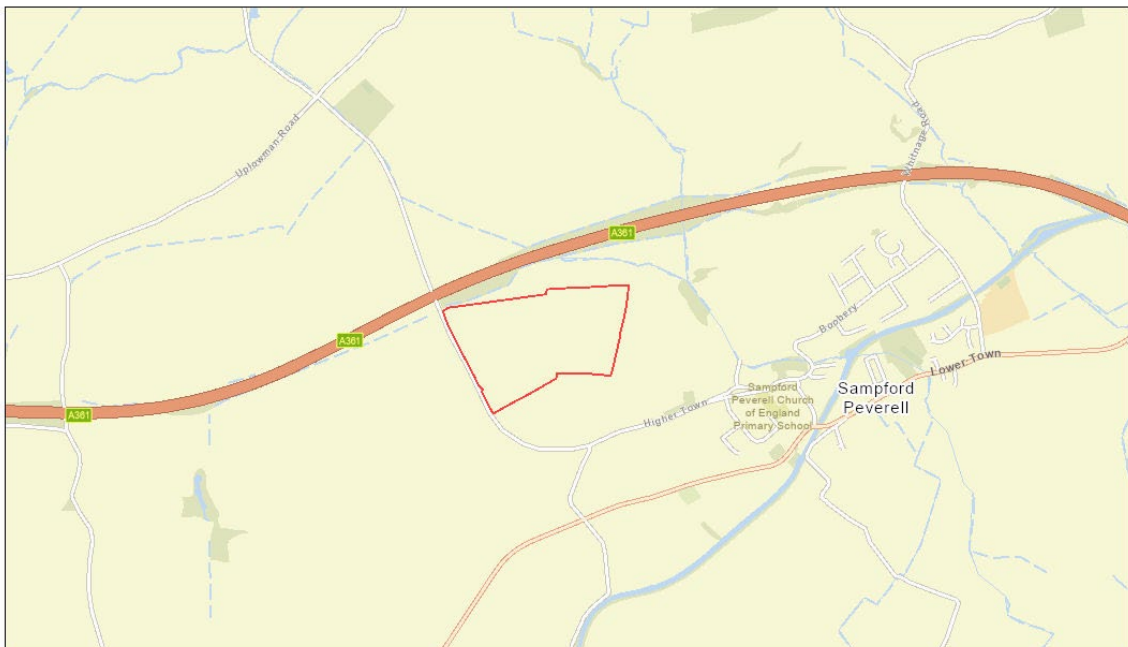 Uplowman Road
Whitnage Road
A361
A361
A361
Boobery
Lower Town
Sampford
Peverell
Sampford
Peverell Church
of England
Primary School
Higher Town